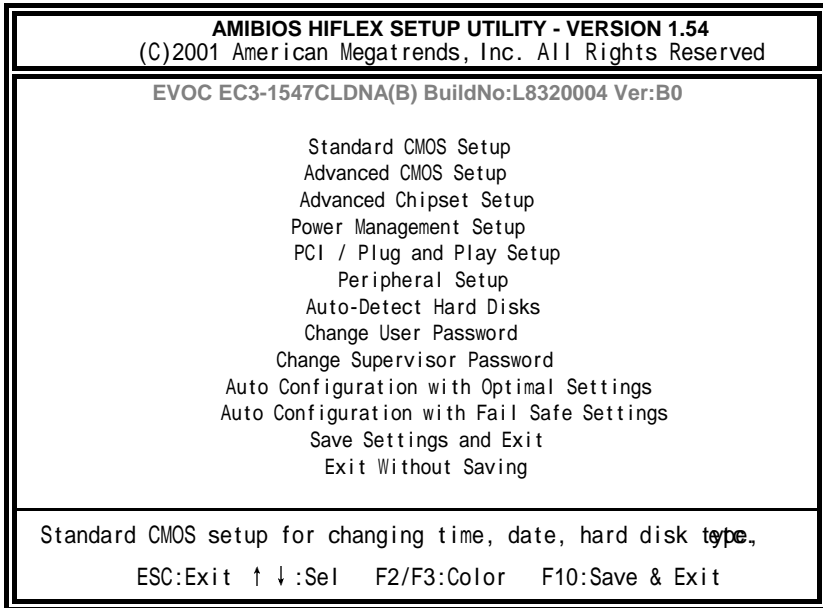 AMIBIOS HIFLEX SETUP UTILITY - VERSION 1.54
(C)2001 American Megatrends, Inc. All Rights Reserved
EVOC EC3-1547CLDNA(B) BuildNo:L8320004 Ver:B0
Standard CMOS Setup
Advanced CMOS Setup
Advanced Chipset Setup
Power Management Setup
PCI / Plug and Play Setup
Peripheral Setup
Auto-Detect Hard Disks
Change User Password
Change Supervisor Password
Auto Configuration with Optimal Settings
Auto Configuration with Fail Safe Settings
Save Settings and Exit
Exit Without Saving
Standard CMOS setup for changing time, date, hard disk
ESC:Exit ↑↓:Sel F2/F3:Color F10:Save & Exit